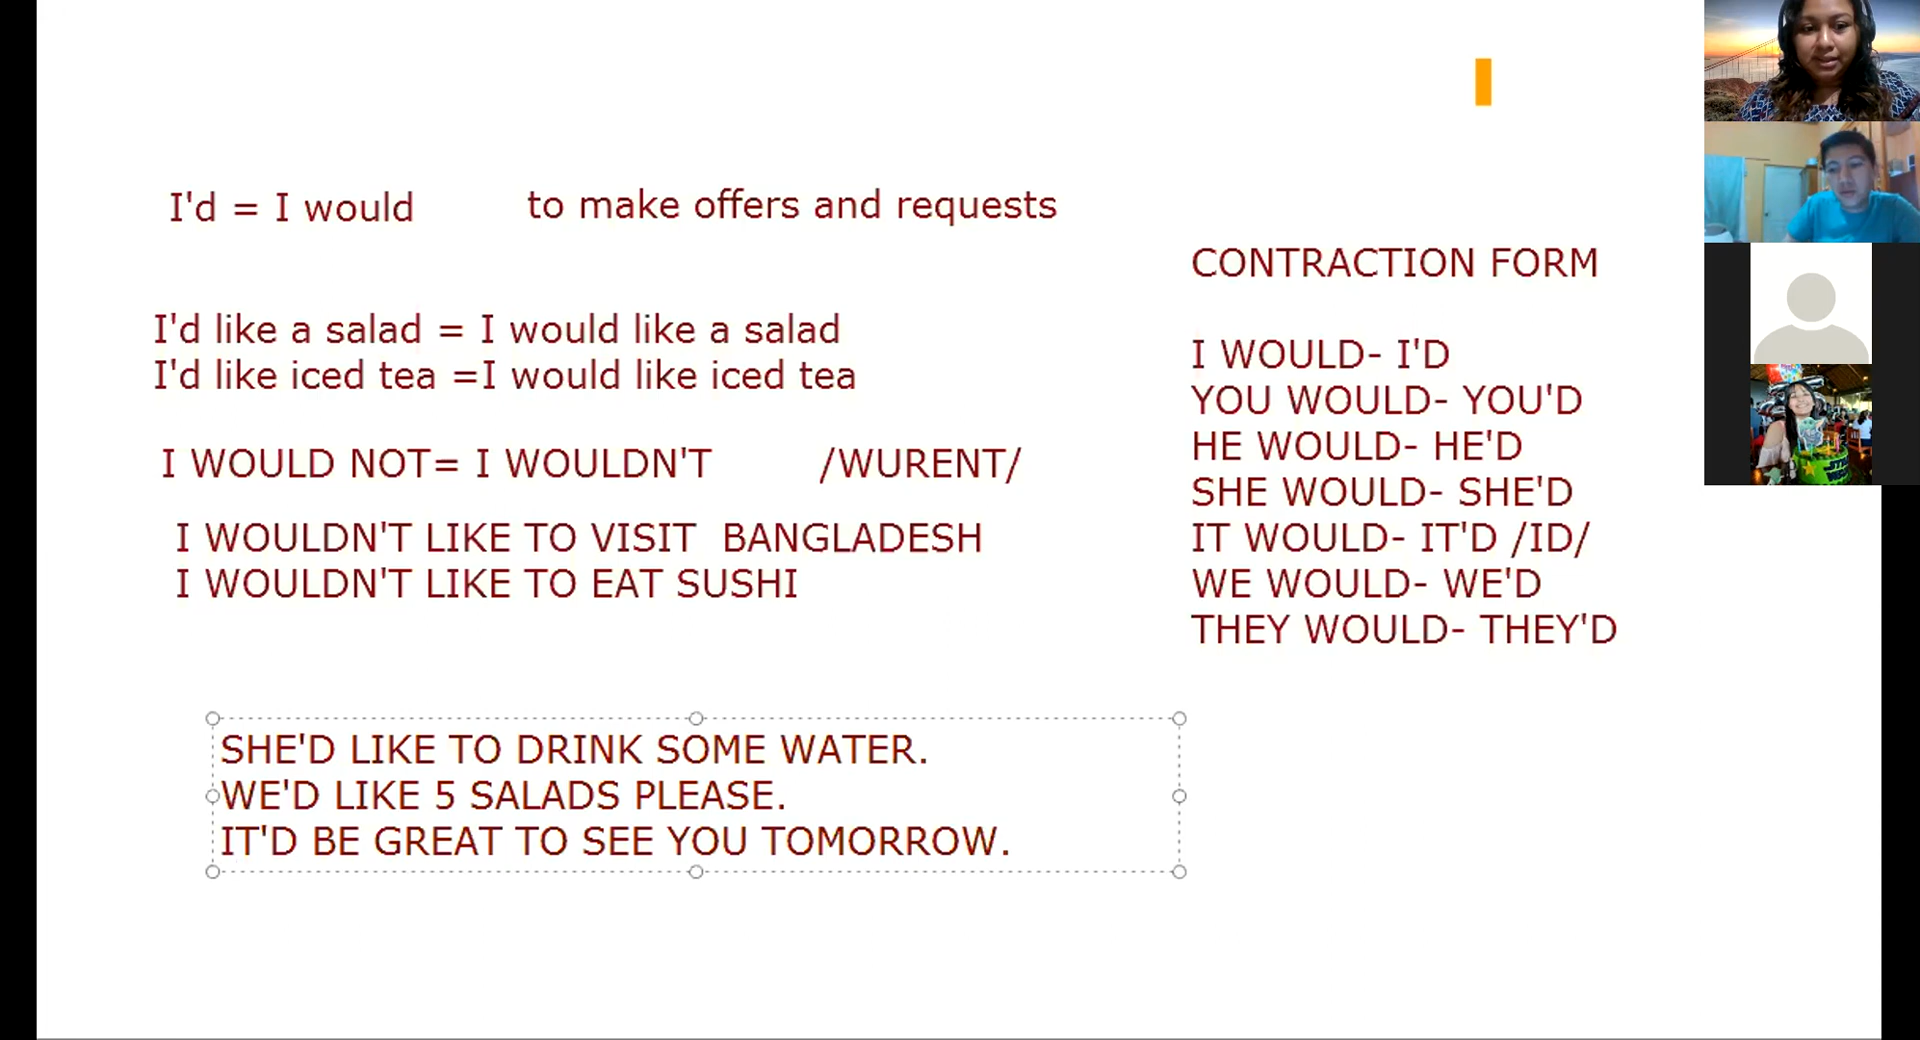 I'd = I would
to make offers and requests
I'd like a salad = I would like a salad
I'd like iced tea =I would like iced tea
I WOULD NOT= I WOULDN'T
/WURENT/
I WOULDN'T LIKE TO VISIT BANGLADESH
I WOULDN'T LIKE TO EAT SUSHI
CONTRACTION FORM
I WOULD- I'D
YOU WOULD- YOU'D
HE WOULD- HE'D
SHE WOULD- SHE'D
IT WOULD- IT'D /ID/
WE WOULD- WE'D
THEY WOULD- THEY'D
SHE'D LIKE TO DRINK SOME WATER.
WE'D LIKE 5 SALADS PLEASE.
IT'D BE GREAT TO SEE YOU TOMORROW.